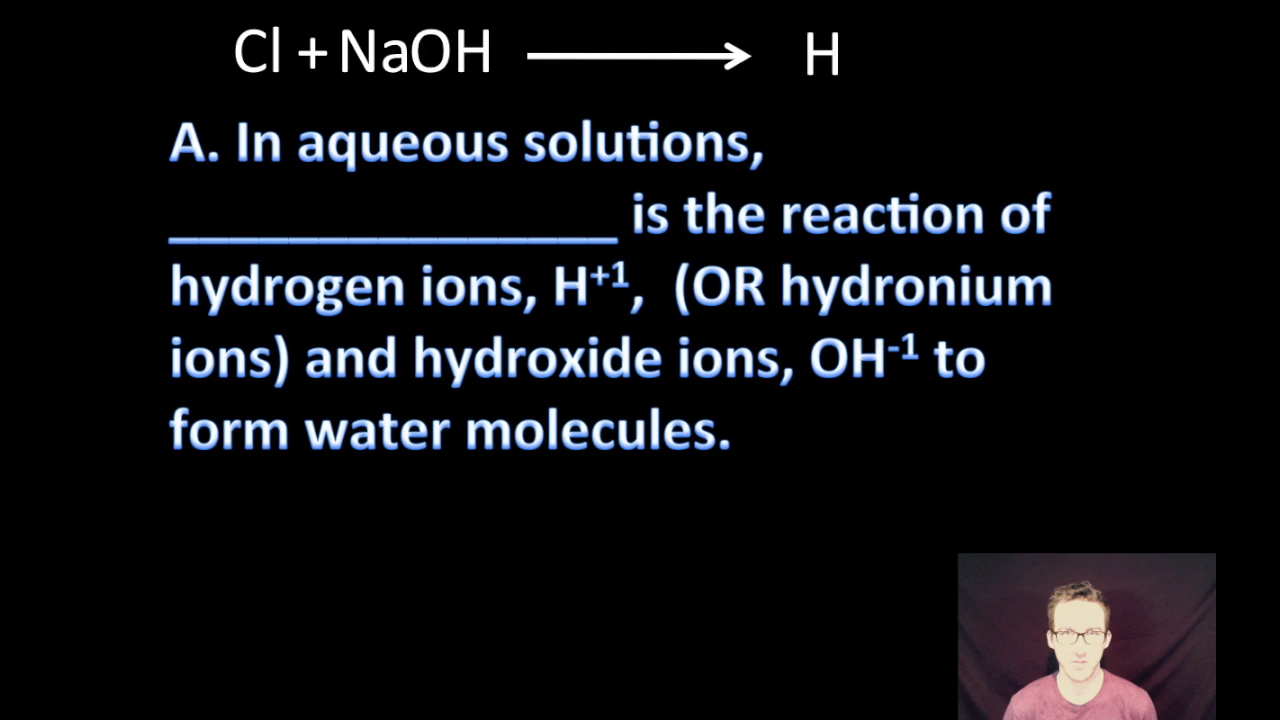 Cl + NaOH ⟶ H
A. In aqueous solutions,
_______________ is the reaction of
hydrogen ions, H⁺¹, (OR hydronium
ions) and hydroxide ions, OH⁻¹ to
form water molecules.